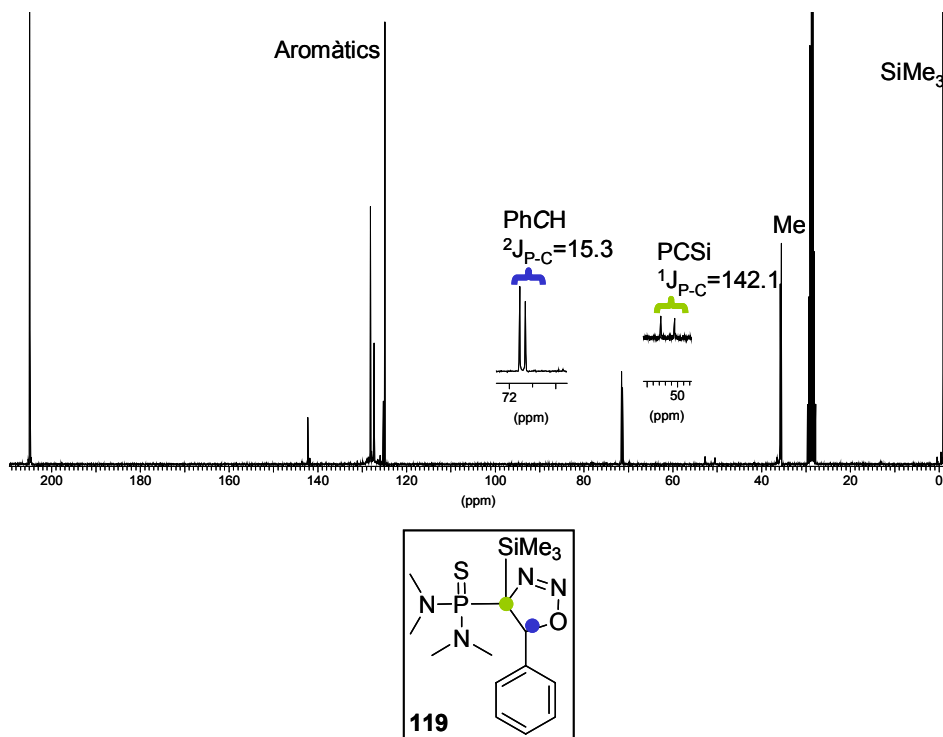 Aromàtics
SiMe3
PhCH
2JP-C=15.3
PCSi
1JP-C=142.1
Me
72
(ppm)
50
(ppm)
200 180 160 140 120 100 80 60 40 20 0
(ppm)
SiMe3
S
N N
N P
O
N
119